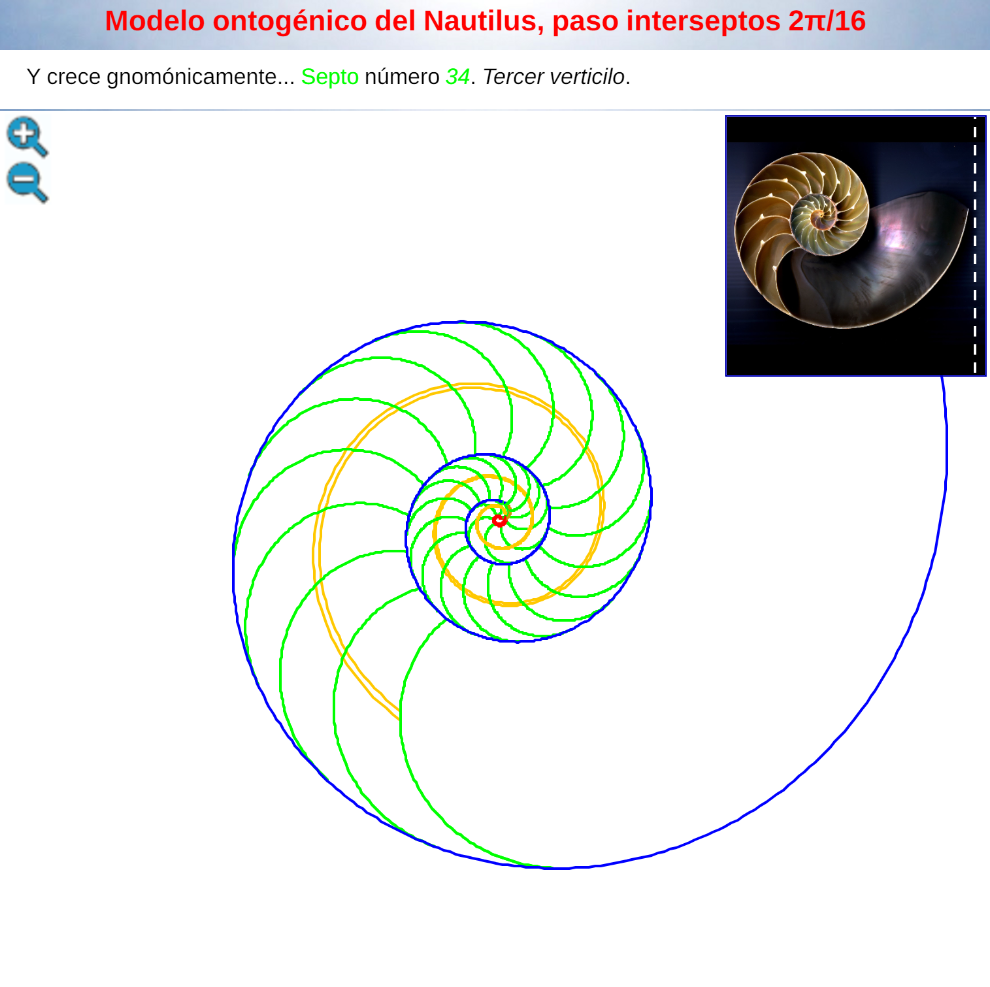 Modelo ontogénico del Nautilus, paso interseptos 2π/16
Y crece gnomónicamente... Septo número 34. Tercer verticilo.